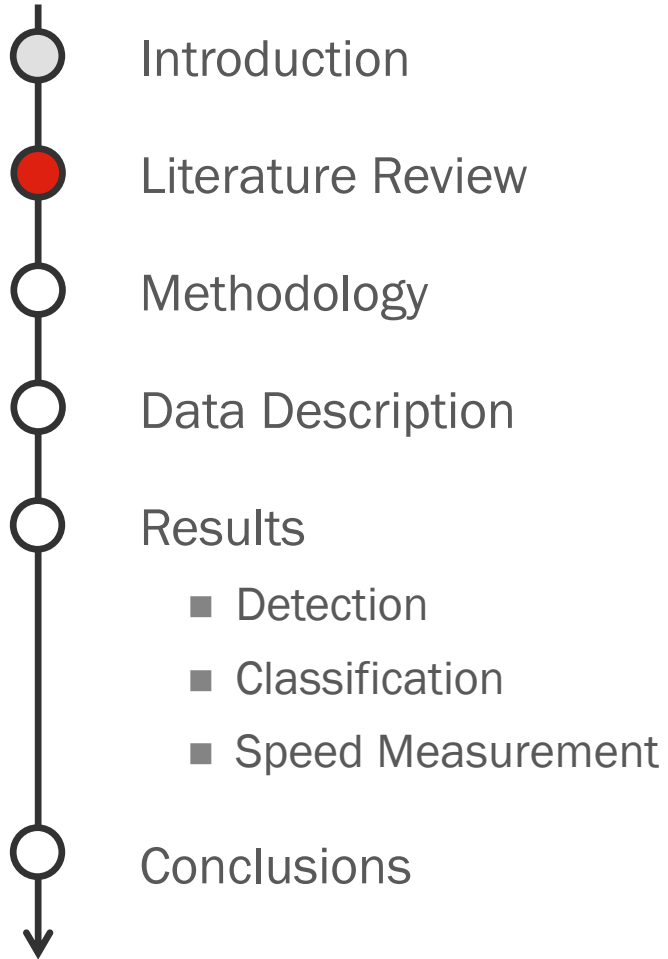 Introduction
Literature Review
Methodology
Data Description
Results
Detection
Classification
Speed Measurement
Conclusions